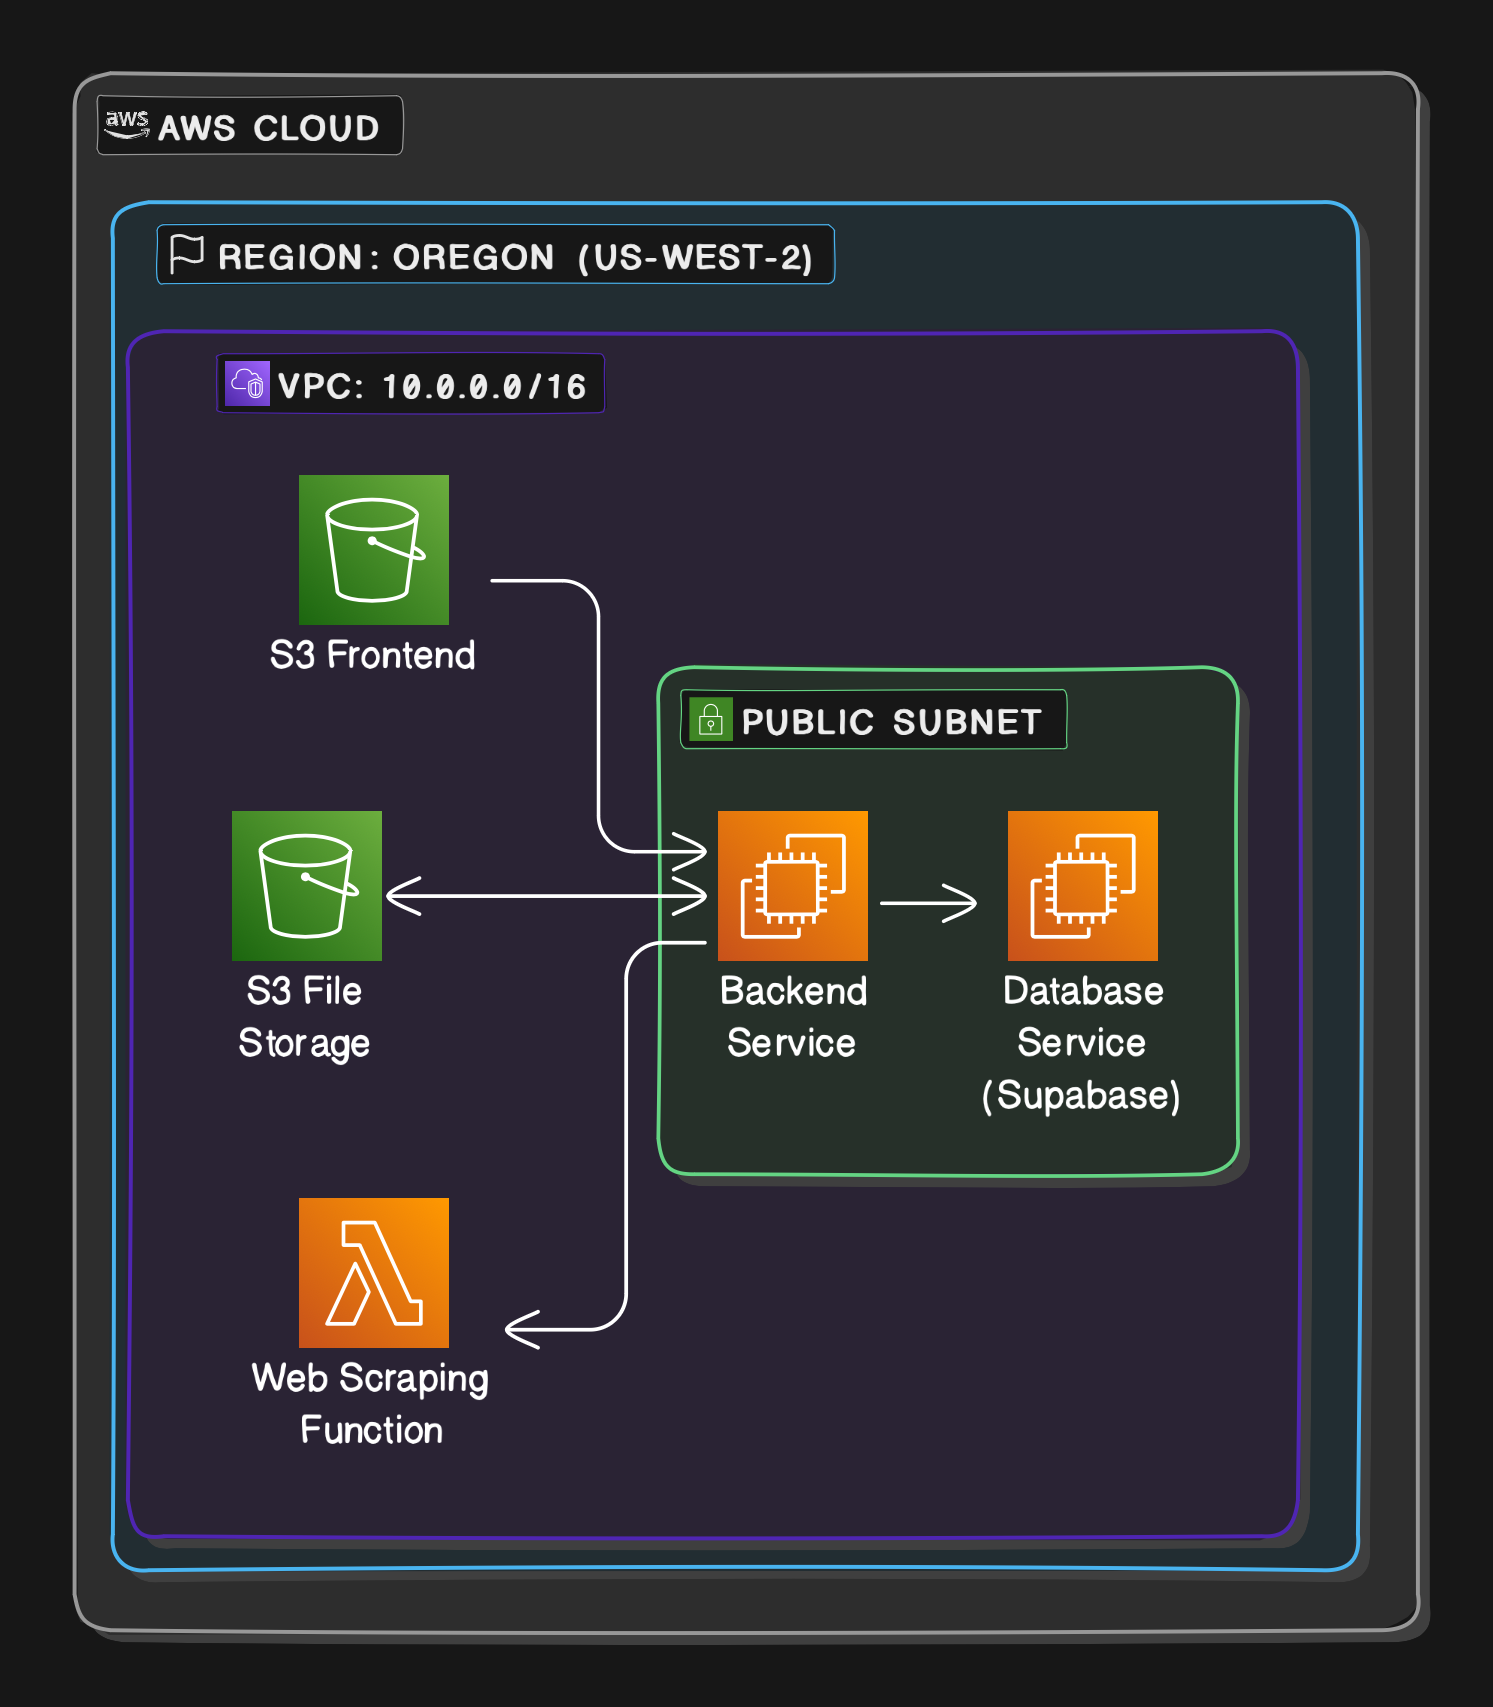 aws AWS CLOUD
REGION: OREGON (US-WEST-2)
VPC: 10.0.0.0/16
S3 Frontend
PUBLIC SUBNET
S3 File
Storage
Backend
Service
Database
Service
(Supabase)
Web Scraping
Function